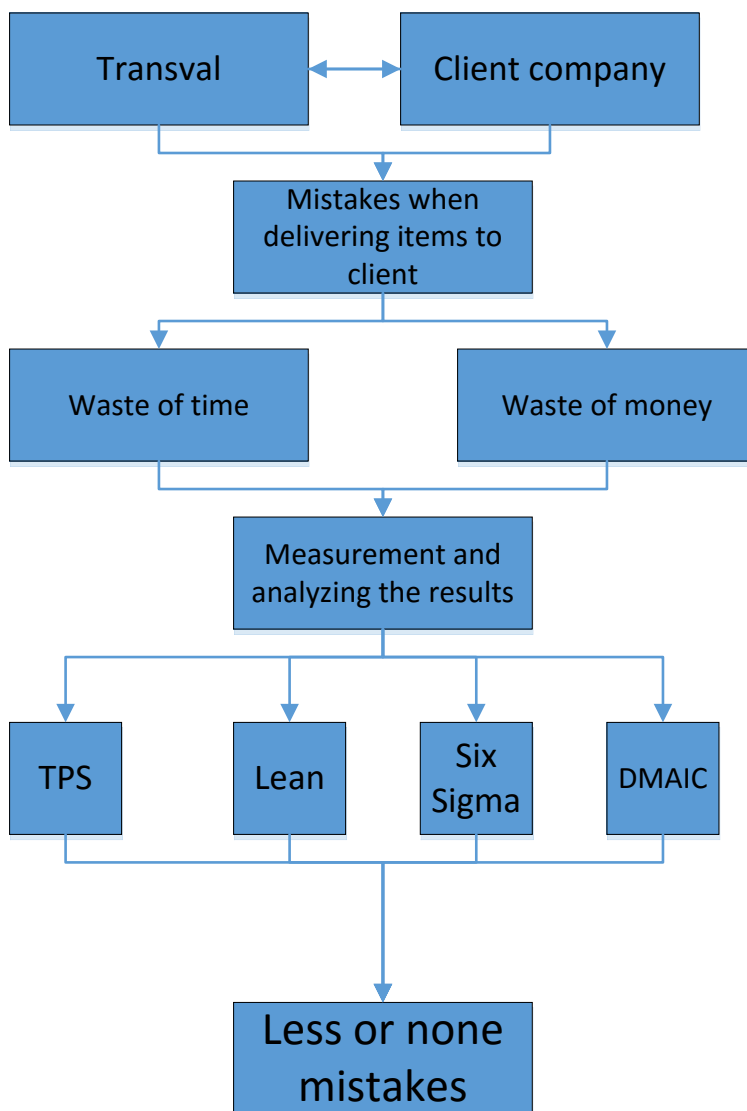 Transval
Client company
Mistakes when
delivering items to
client
Waste of time
Waste of money
Measurement and
analyzing the results
TPS
Lean
Six
Sigma
DMAIC
Less or none
mistakes